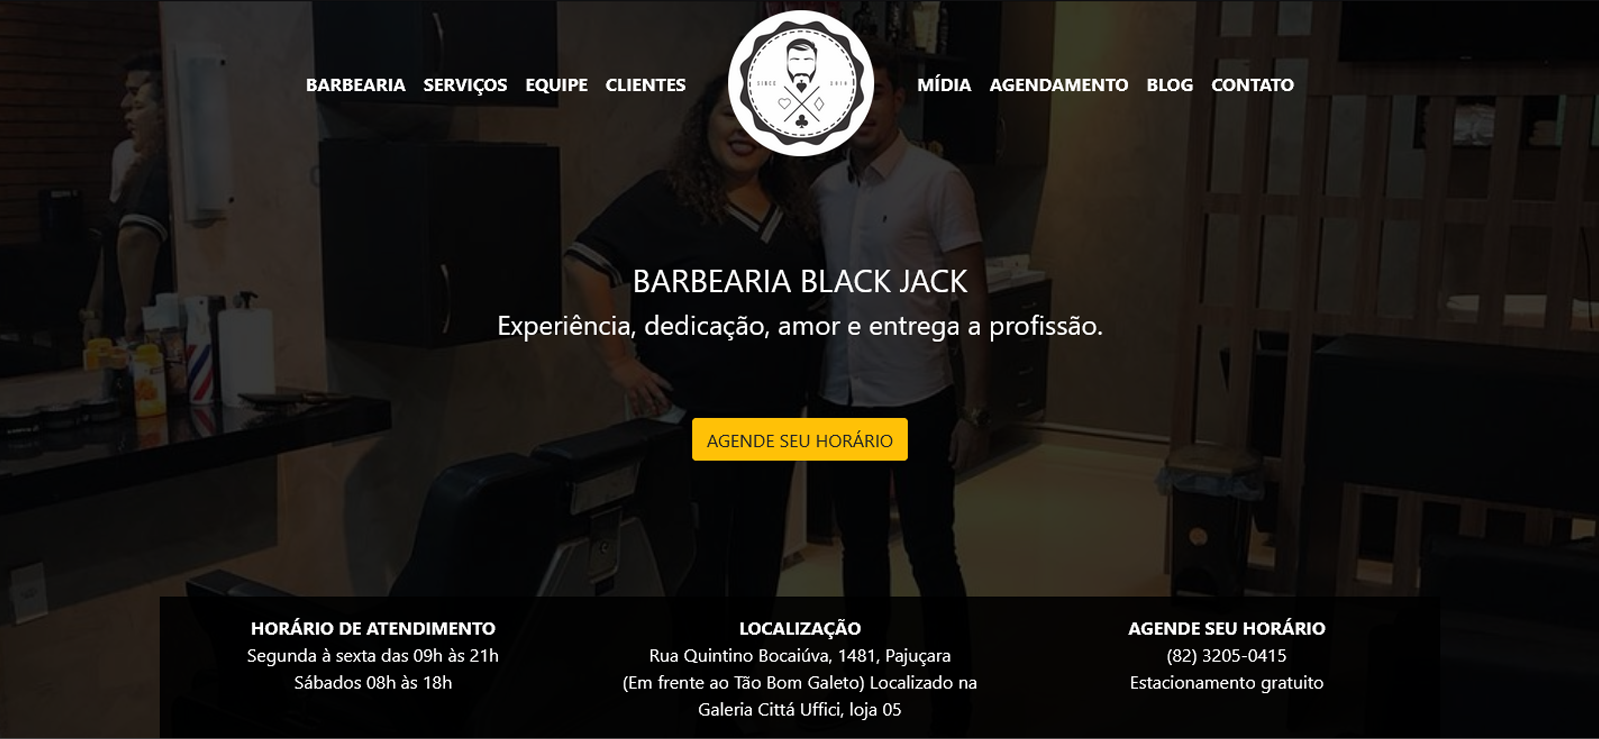 BARBEARIA SERVIÇOS EQUIPE CLIENTES MÍDIA AGENDAMENTO BLOG CONTATO
SINCE
BARBEARIA BLACK JACK
Experiência, dedicação, amor e entrega a profissão.
AGENDE SEU HORÁRIO
HORÁRIO DE ATENDIMENTO
Segunda à sexta das 09h às 21h
Sábados 08h às 18h
LOCALIZAÇÃO
Rua Quintino Bocaiúva, 1481, Pajuçara
(Em frente ao Tão Bom Galeto) Localizado na
Galeria Cittá Uffici, loja 05
AGENDE SEU HORÁRIO
(82) 3205-0415
Estacionamento gratuito